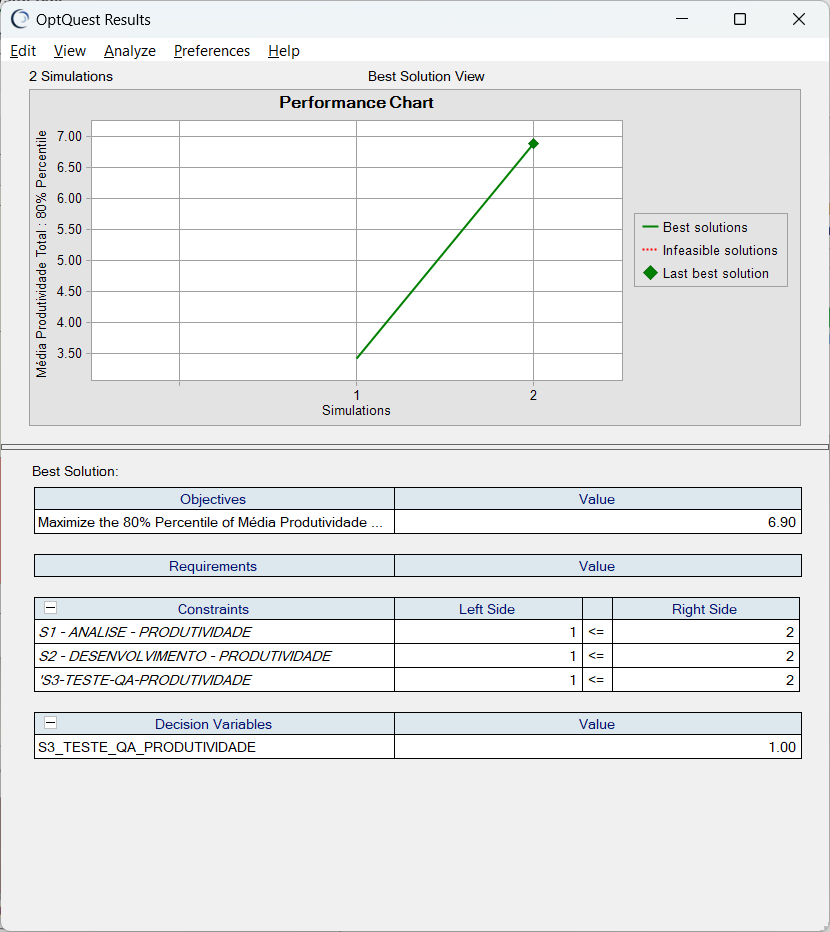 OptQuest Results
Edit View Analyze Preferences Help
2 Simulations
Best Solution View
Performance Chart
Média Produtividade Total : 80% Percentile
7.00
6.50
6.00
5.50
5.00
4.50
4.00
3.50
1
2
Simulations
Best solutions
Infeasible solutions
Last best solution
Best Solution:
Objectives Value
Maximize the 80% Percentile of Média Produtividade ... 6.90
Requirements Value
Constraints Left Side Right Side
S1 - ANALISE - PRODUTIVIDADE 1 <= 2
S2 - DESENVOLVIMENTO - PRODUTIVIDADE 1 <= 2
'S3-TESTE-QA-PRODUTIVIDADE 1 <= 2
Decision Variables Value
S3_TESTE_QA_PRODUTIVIDADE 1.00